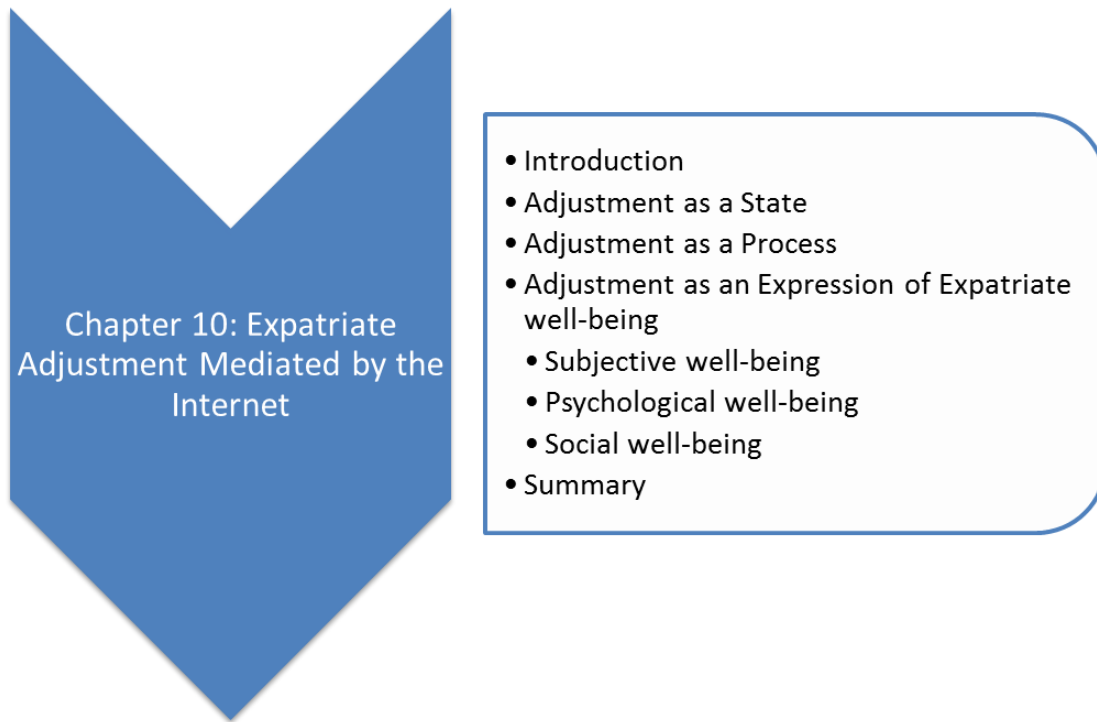 Chapter 10: Expatriate
Adjustment Mediated by the
Internet
• Introduction
• Adjustment as a State
• Adjustment as a Process
• Adjustment as an Expression of Expatriate
well-being
• Subjective well-being
• Psychological well-being
• Social well-being
• Summary